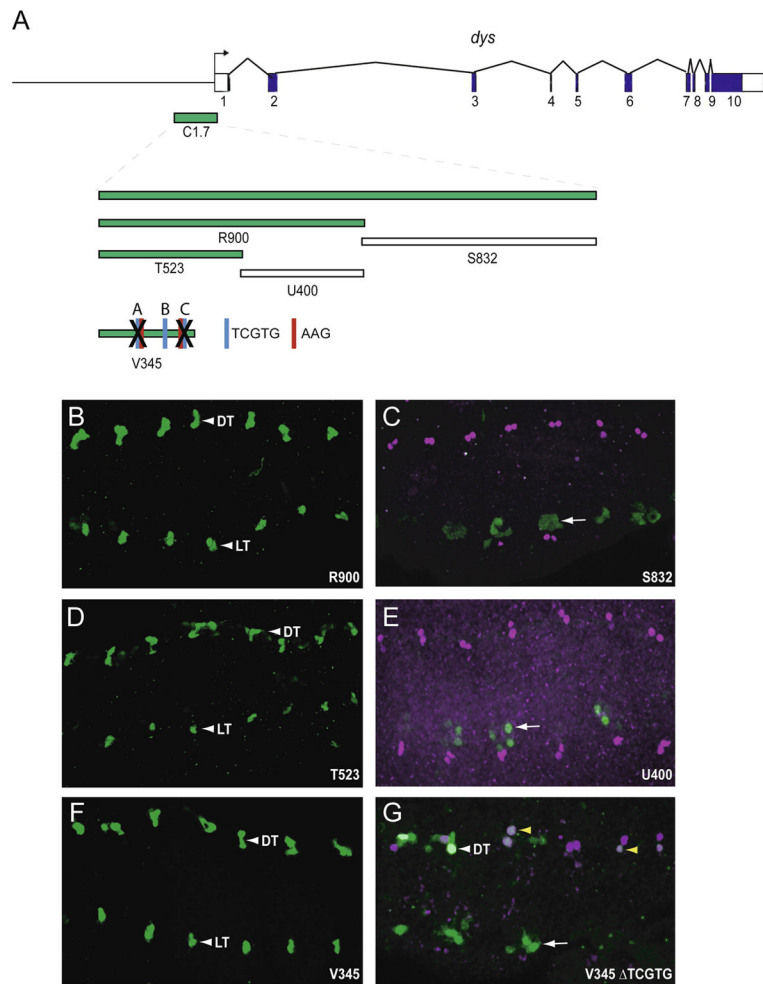 A
dys
1 2 3 4 5 6 7 8 9 10
C1.7
R900
S832
T523
U400
A B C
TCGTG AAG
V345
B
DT
LT
R900
C
S832
D
DT
LT
T523
E
U400
F
DT
LT
V345
G
DT
V345 ΔTCGTG